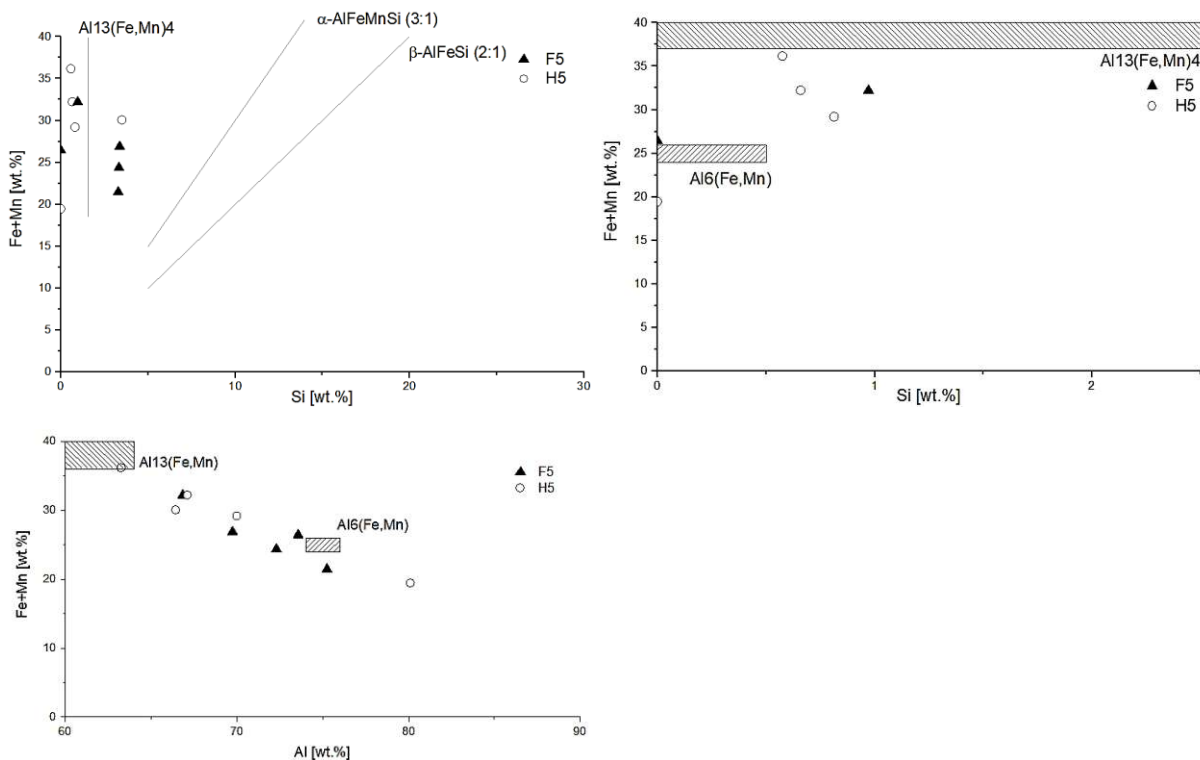 Al13(Fe,Mn)4
α-AlFeMnSi (3:1)
β-AlFeSi (2:1)
F5
H5
40
35
30
25
20
15
10
5
0
Fe+Mn [wt.%]
0
10
20
30
Si [wt.%]
Al13(Fe,Mn)4
F5
H5
Al6(Fe,Mn)
40
35
30
25
20
15
10
5
0
Fe+Mn [wt.%]
0
1
2
Si [wt.%]
Al13(Fe,Mn)
F5
H5
Al6(Fe,Mn)
40
30
20
10
0
Fe+Mn [wt.%]
60
70
80
90
Al [wt.%]